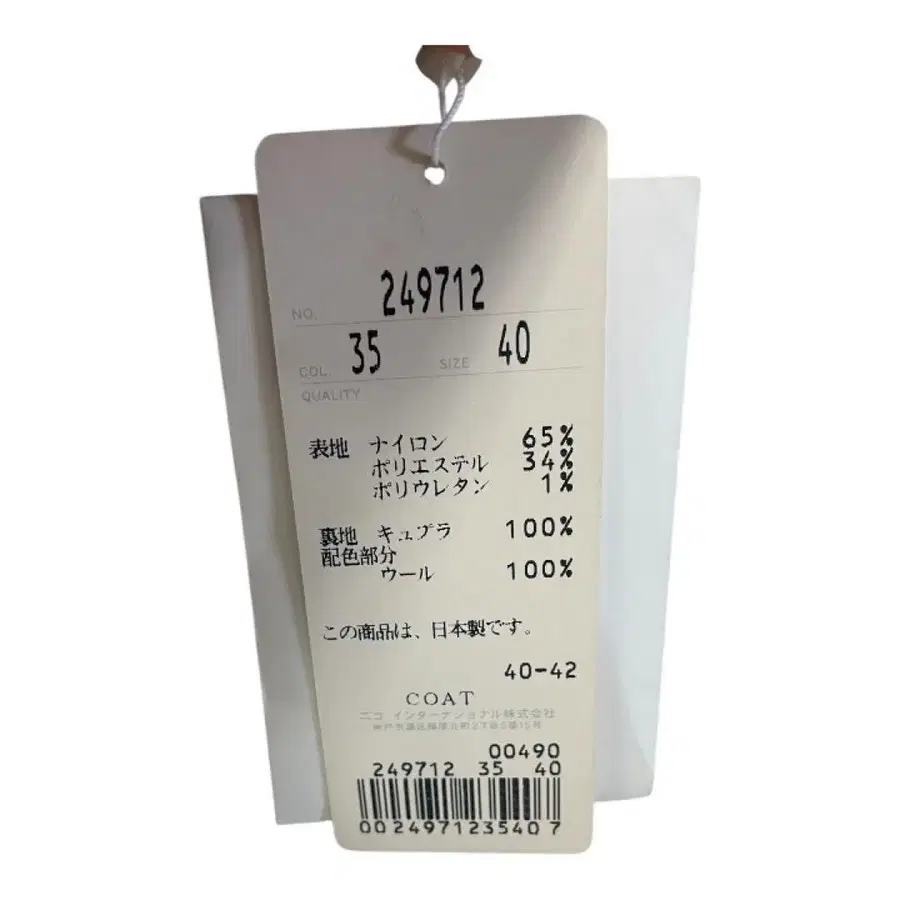 NO. 249712
COL. 35 SIZE 40
QUALITY
表地 ナイロン 65%
ポリエステル 34%
ポリウレタン 1%
裏地 キュプラ 100%
配色部分
ウール 100%
この商品は、日本製です。
40-42
COAT
ニコ インターナショナル株式会社
00490
249712 35 40
0024971235407